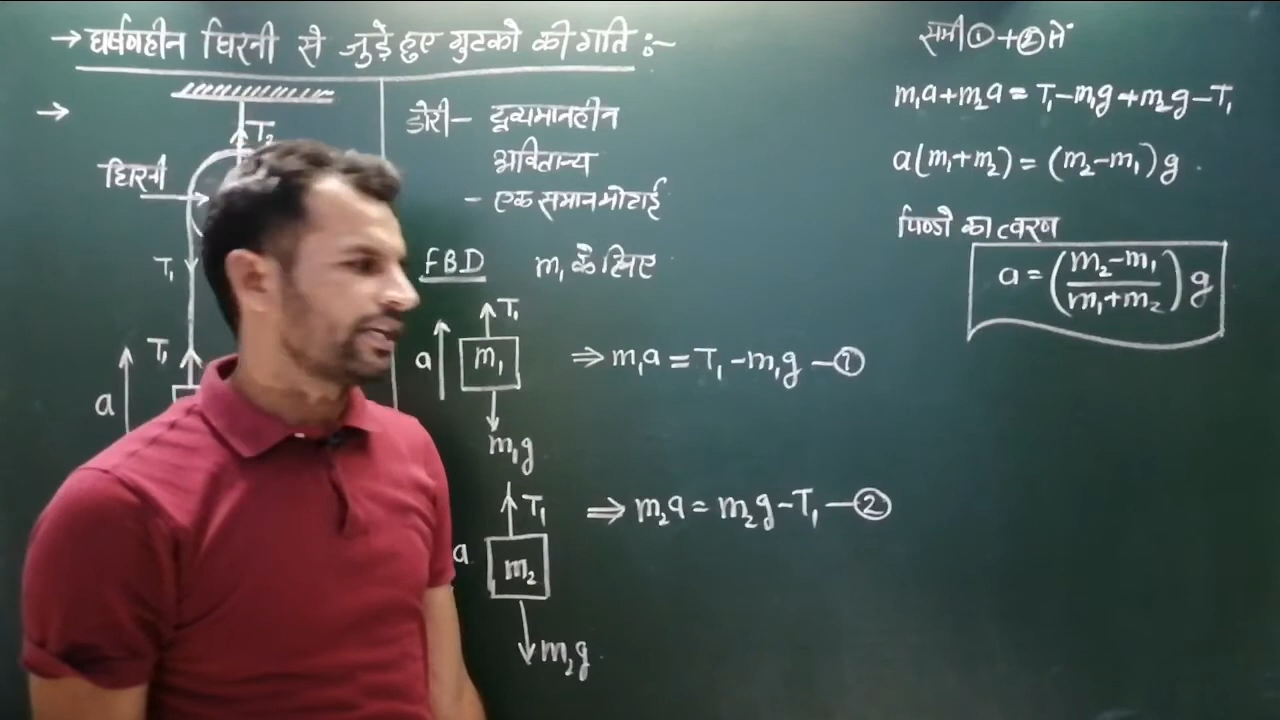 → घर्षणहीन घिरनी से जुड़े हुए गुटको की गति :-
→
T₂
घिरनी
T₁
T₁
a
डोरी - द्रव्यमानहीन
अवितान्य
- एक समान मोटाई
FBD m₁ के लिए
T₁
a m₁
m₁g
⇒ m₁a = T₁ - m₁g - ①
T₁
a m₂
m₂g
⇒ m₂a = m₂g - T₁ - ②
समी ① + ② से
m₁a + m₂a = T₁ - m₁g + m₂g - T₁
a(m₁ + m₂) = (m₂ - m₁) g
पिण्डो का त्वरण
a = ((m₂ - m₁)/(m₁ + m₂)) g